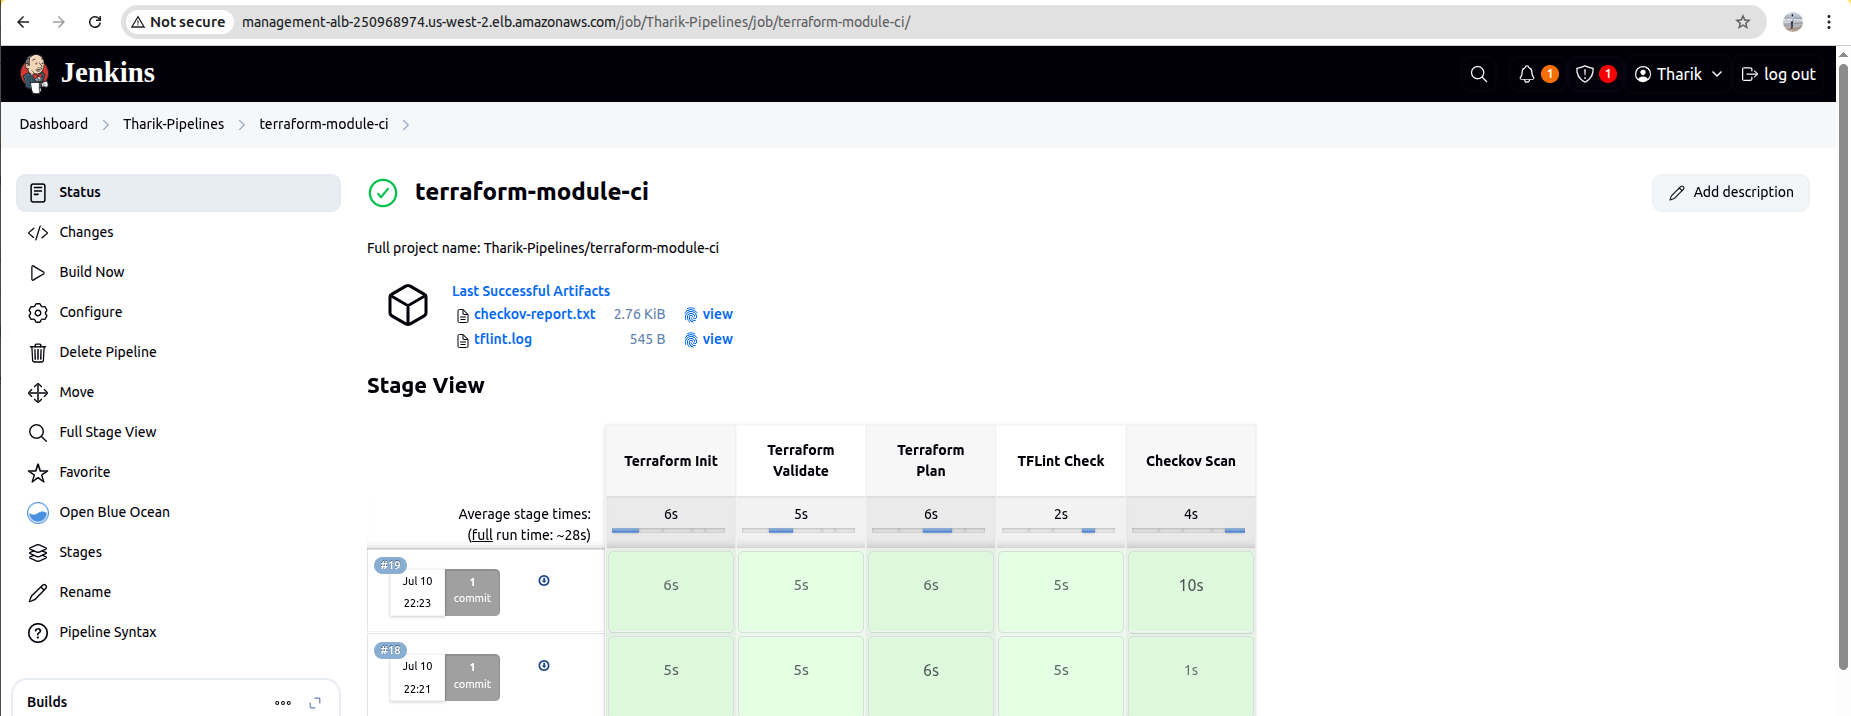 Not secure management-alb-250968974.us-west-2.elb.amazonaws.com/job/Tharik-Pipelines/job/terraform-module-ci/
Jenkins 1 1 Tharik log out
Dashboard Tharik-Pipelines terraform-module-ci
Status
Changes
Build Now
Configure
Delete Pipeline
Move
Full Stage View
Favorite
Open Blue Ocean
Stages
Rename
Pipeline Syntax
Builds
terraform-module-ci
Add description
Full project name: Tharik-Pipelines/terraform-module-ci
Last Successful Artifacts
checkov-report.txt 2.76 KiB view
tflint.log 545 B view
Stage View
Terraform Init
Terraform
Validate
Terraform
Plan
TFLint Check
Checkov Scan
Average stage times:
(full run time: ~28s)
6s 5s 6s 2s 4s
#19
Jul 10
22:23
1
commit
6s 5s 6s 5s 10s
#18
Jul 10
22:21
1
commit
5s 5s 6s 5s 1s